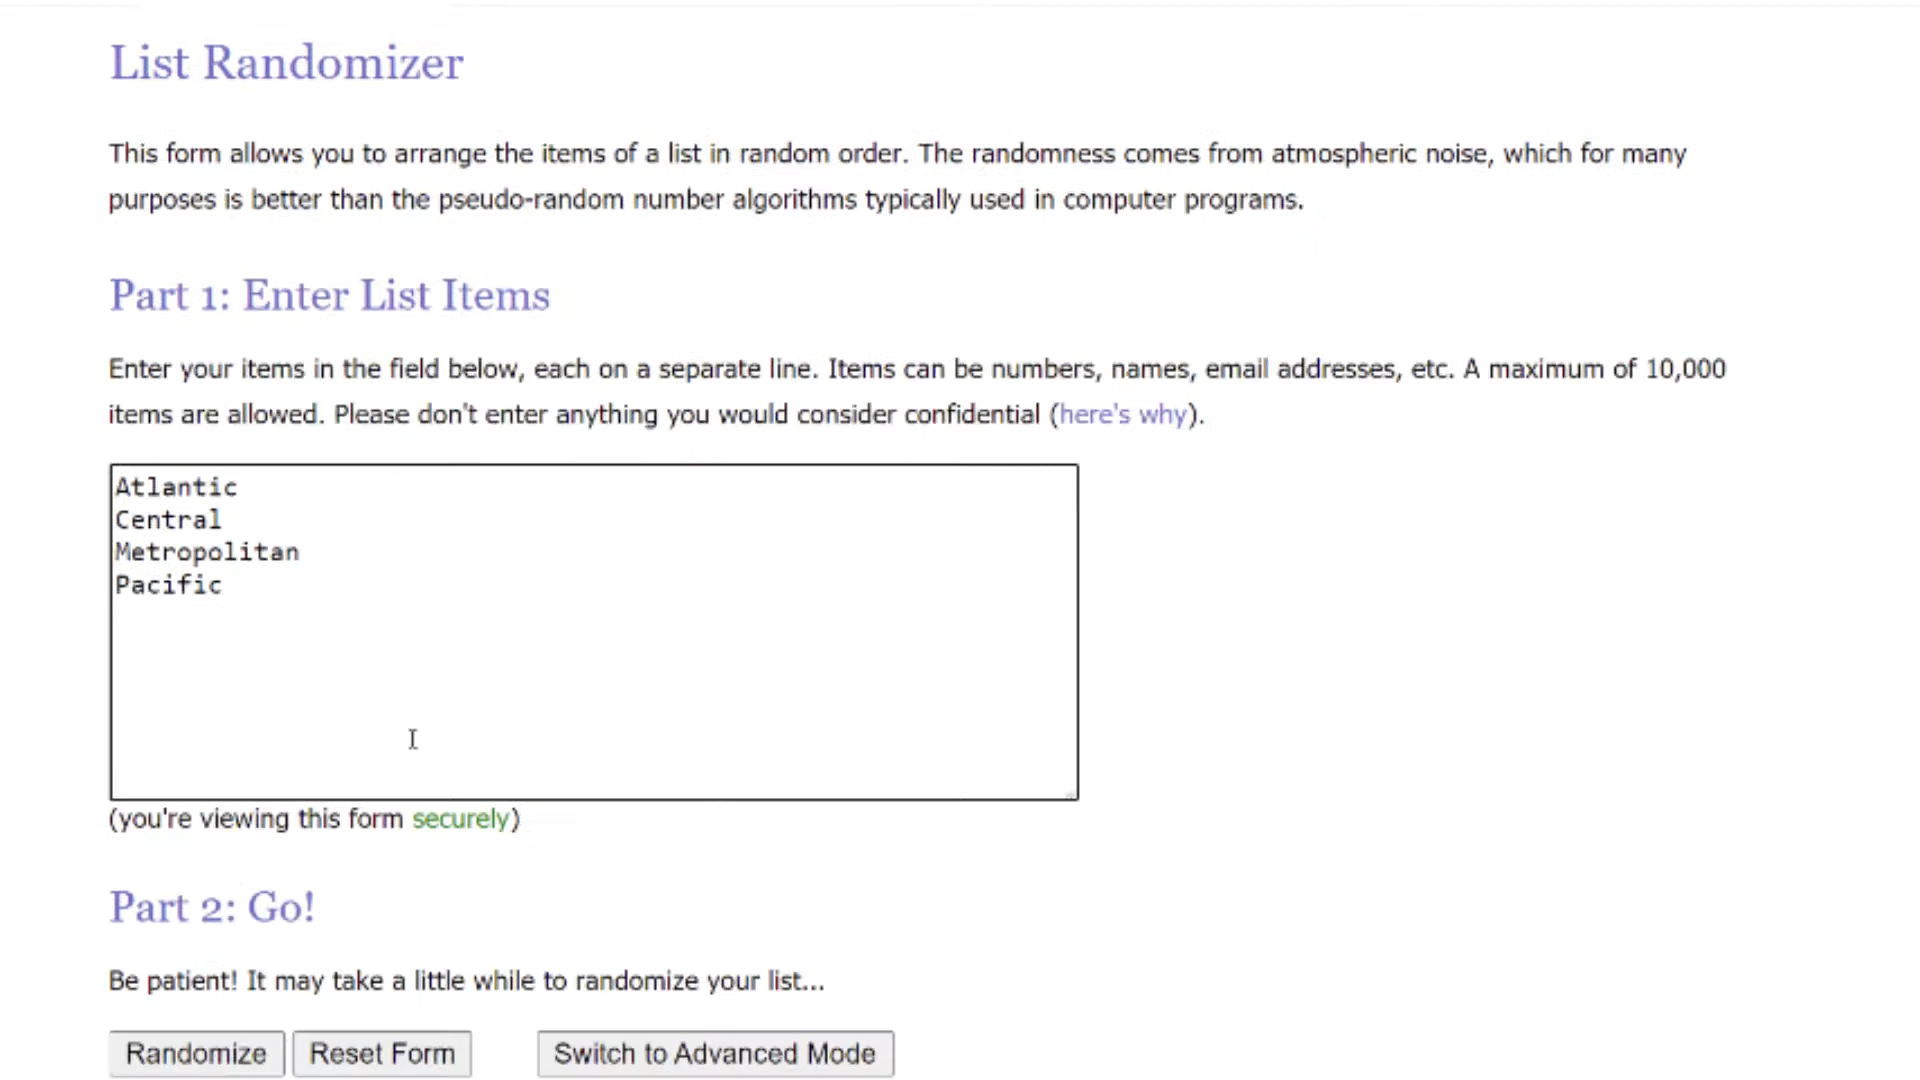 List Randomizer
This form allows you to arrange the items of a list in random order. The randomness comes from atmospheric noise, which for many
purposes is better than the pseudo-random number algorithms typically used in computer programs.
Part 1: Enter List Items
Enter your items in the field below, each on a separate line. Items can be numbers, names, email addresses, etc. A maximum of 10,000
items are allowed. Please don't enter anything you would consider confidential (here's why).
Atlantic
Central
Metropolitan
Pacific
(you're viewing this form securely)
Part 2: Go!
Be patient! It may take a little while to randomize your list...
Randomize Reset Form Switch to Advanced Mode